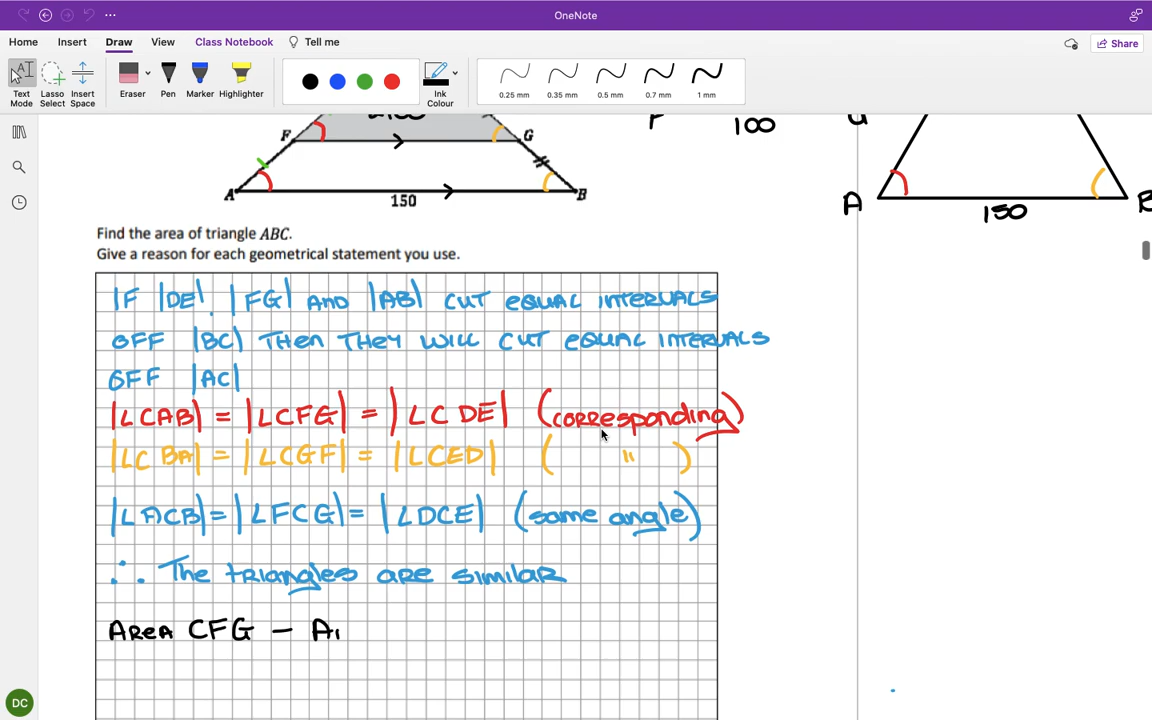 OneNote
Home Insert Draw View Class Notebook Tell me
Share
Text Mode
Lasso Select
Insert Space
Eraser
Pen
Marker
Highlighter
Ink Colour
0.25 mm 0.35 mm 0.5 mm 0.7 mm 1 mm
F G
A B
150
100
A
150
Find the area of triangle ABC.
Give a reason for each geometrical statement you use.
IF |DE|, |FG| AND |AB| CUT EQUAL INTERVALS
OFF |BC| THEN THEY WILL CUT EQUAL INTERVALS
OFF |AC|
|∠CAB| = |∠CFG| = |∠CDE| (corresponding)
|∠CBA| = |∠CGF| = |∠CED| ( " )
|∠ACB| = |∠FCG| = |∠DCE| (same angle)
∴ The triangles are similar
AREA CFG –
DC